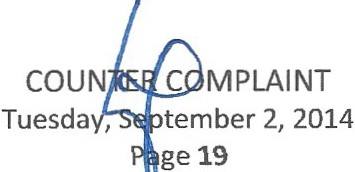 COUNTER COMPLAINT
Tuesday, September 2, 2014
Page 19